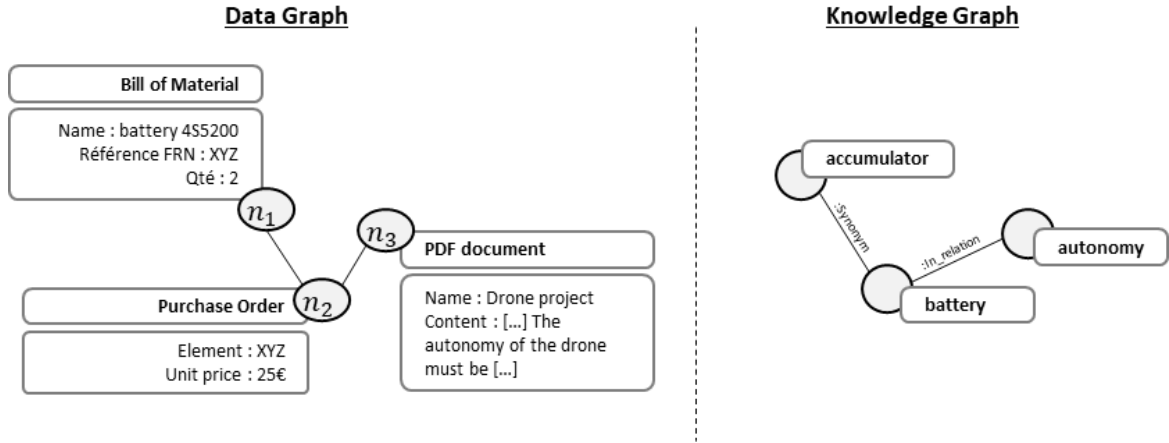 Data Graph
Bill of Material
Name : battery 4S5200
Référence FRN : XYZ
Qté : 2
n₁
n₃
PDF document
Name : Drone project
Content : [...] The
autonomy of the drone
must be [...]
n₂
Purchase Order
Element : XYZ
Unit price : 25€
Knowledge Graph
accumulator
:Synonym
:In_relation
autonomy
battery